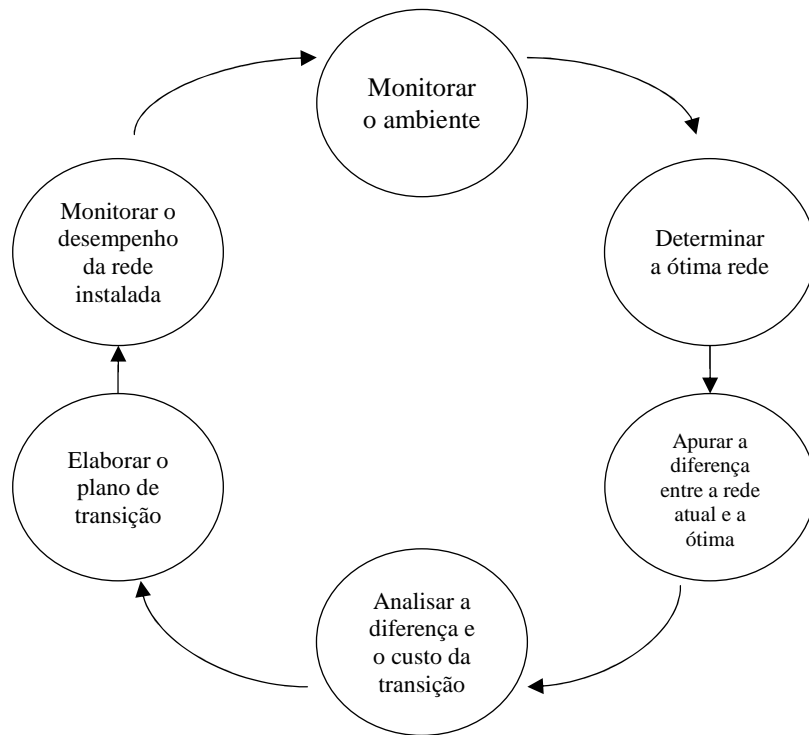 Monitorar
o ambiente
Determinar
a ótima rede
Apurar a
diferença
entre a rede
atual e a
ótima
Analisar a
diferença e
o custo da
transição
Elaborar o
plano de
transição
Monitorar o
desempenho
da rede
instalada